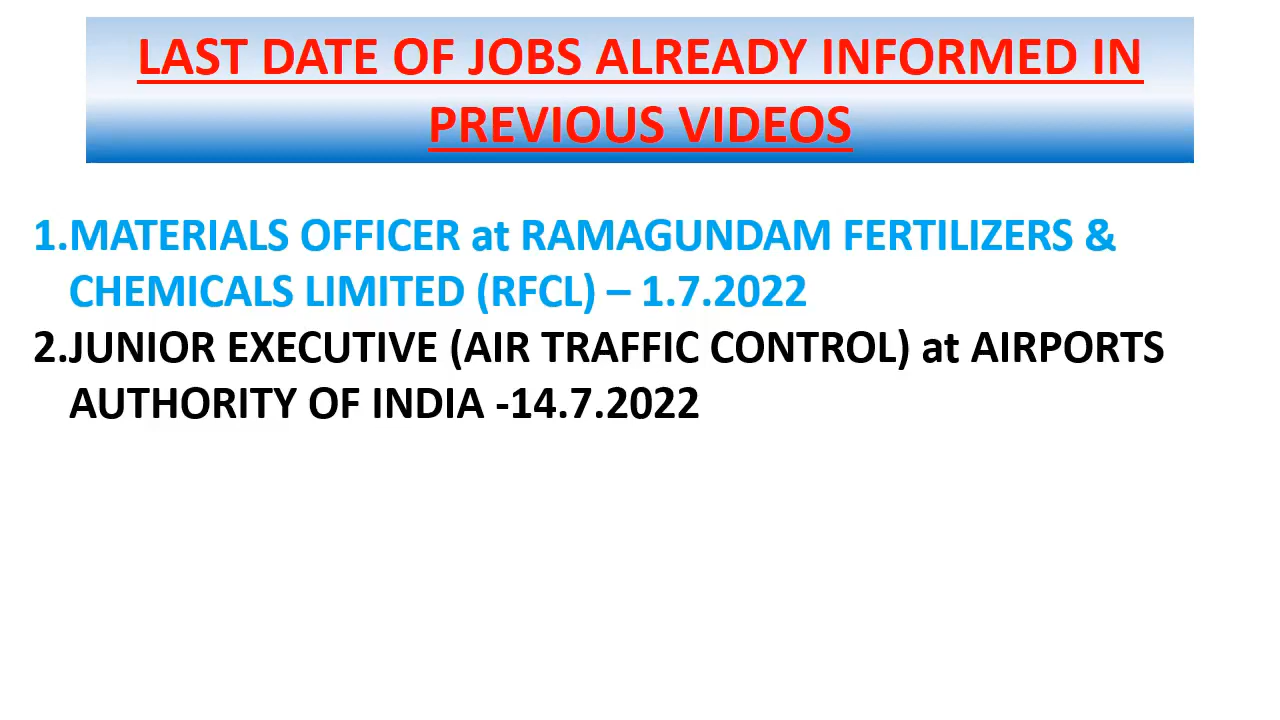 LAST DATE OF JOBS ALREADY INFORMED IN
PREVIOUS VIDEOS
1.MATERIALS OFFICER at RAMAGUNDAM FERTILIZERS &
CHEMICALS LIMITED (RFCL) – 1.7.2022
2.JUNIOR EXECUTIVE (AIR TRAFFIC CONTROL) at AIRPORTS
AUTHORITY OF INDIA -14.7.2022